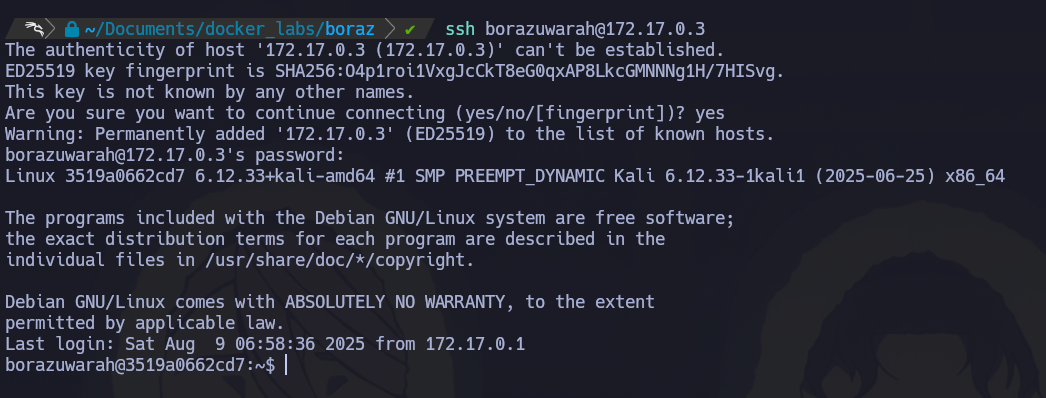 ~/Documents/docker_labs/boraz ✔ ssh borazuwarah@172.17.0.3
The authenticity of host '172.17.0.3 (172.17.0.3)' can't be established.
ED25519 key fingerprint is SHA256:O4p1roi1VxgJcCkT8eG0qxAP8LkcGMNNNg1H/7HISvg.
This key is not known by any other names.
Are you sure you want to continue connecting (yes/no/[fingerprint])? yes
Warning: Permanently added '172.17.0.3' (ED25519) to the list of known hosts.
borazuwarah@172.17.0.3's password:
Linux 3519a0662cd7 6.12.33+kali-amd64 #1 SMP PREEMPT_DYNAMIC Kali 6.12.33-1kali1 (2025-06-25) x86_64

The programs included with the Debian GNU/Linux system are free software;
the exact distribution terms for each program are described in the
individual files in /usr/share/doc/*/copyright.

Debian GNU/Linux comes with ABSOLUTELY NO WARRANTY, to the extent
permitted by applicable law.
Last login: Sat Aug  9 06:58:36 2025 from 172.17.0.1
borazuwarah@3519a0662cd7:~$